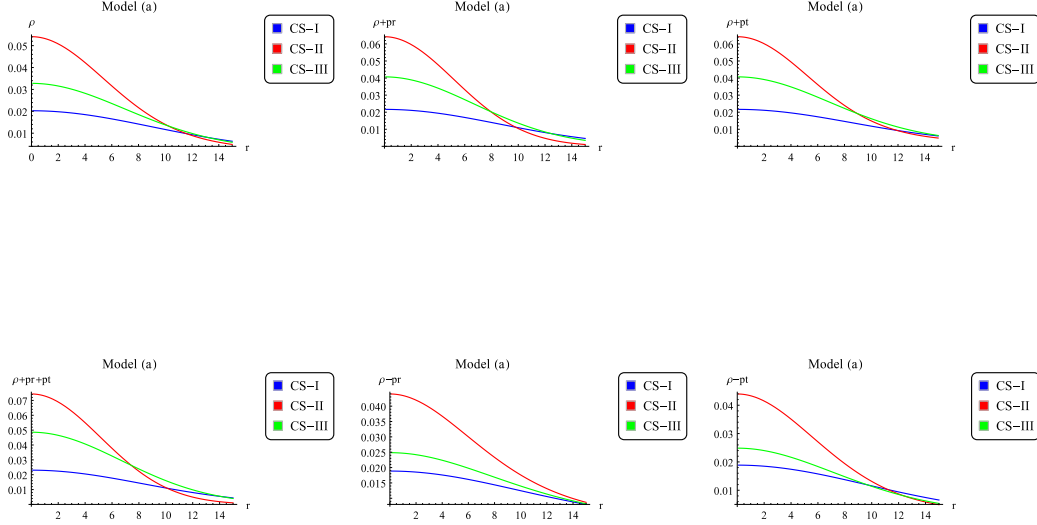 Model (a)
ρ
0.05
0.04
0.03
0.02
0.01
0 2 4 6 8 10 12 14
r
CS-I
CS-II
CS-III
Model (a)
ρ+pr
0.06
0.05
0.04
0.03
0.02
0.01
2 4 6 8 10 12 14
r
CS-I
CS-II
CS-III
Model (a)
ρ+pt
0.06
0.05
0.04
0.03
0.02
0.01
2 4 6 8 10 12 14
r
CS-I
CS-II
CS-III
Model (a)
ρ+pr+pt
0.07
0.06
0.05
0.04
0.03
0.02
0.01
2 4 6 8 10 12 14
r
CS-I
CS-II
CS-III
Model (a)
ρ-pr
0.040
0.035
0.030
0.025
0.020
0.015
2 4 6 8 10 12 14
r
CS-I
CS-II
CS-III
Model (a)
ρ-pt
0.04
0.03
0.02
0.01
2 4 6 8 10 12 14
r
CS-I
CS-II
CS-III